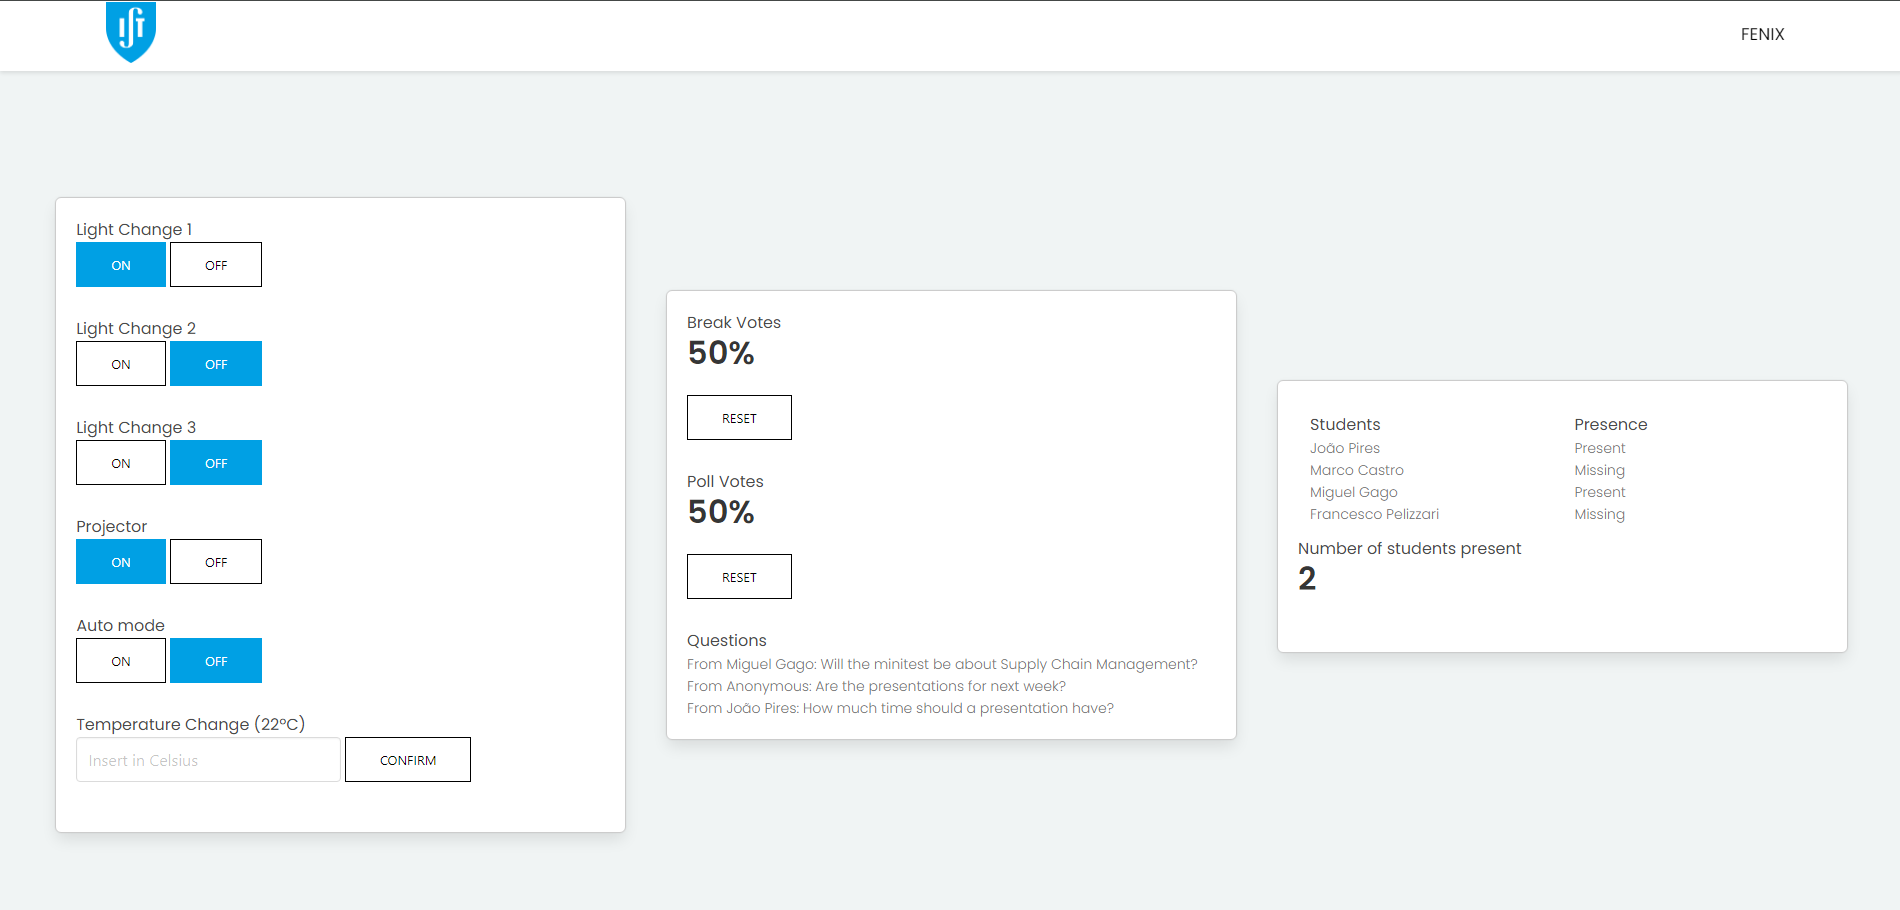 IST
FENIX
Light Change 1
ON OFF
Light Change 2
ON OFF
Light Change 3
ON OFF
Projector
ON OFF
Auto mode
ON OFF
Temperature Change (22ºC)
Insert in Celsius CONFIRM
Break Votes
50%
RESET
Poll Votes
50%
RESET
Questions
From Miguel Gago: Will the minitest be about Supply Chain Management?
From Anonymous: Are the presentations for next week?
From João Pires: How much time should a presentation have?
Students Presence
João Pires Present
Marco Castro Missing
Miguel Gago Present
Francesco Pelizzari Missing
Number of students present
2